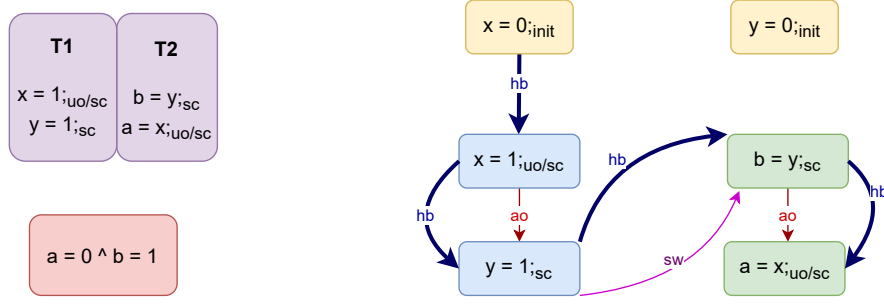 T1
x = 1;uo/sc
y = 1;sc
T2
b = y;sc
a = x;uo/sc
a = 0 ^ b = 1
x = 0;init
y = 0;init
hb
x = 1;uo/sc
hb
b = y;sc
hb
ao
ao
hb
y = 1;sc
sw
a = x;uo/sc